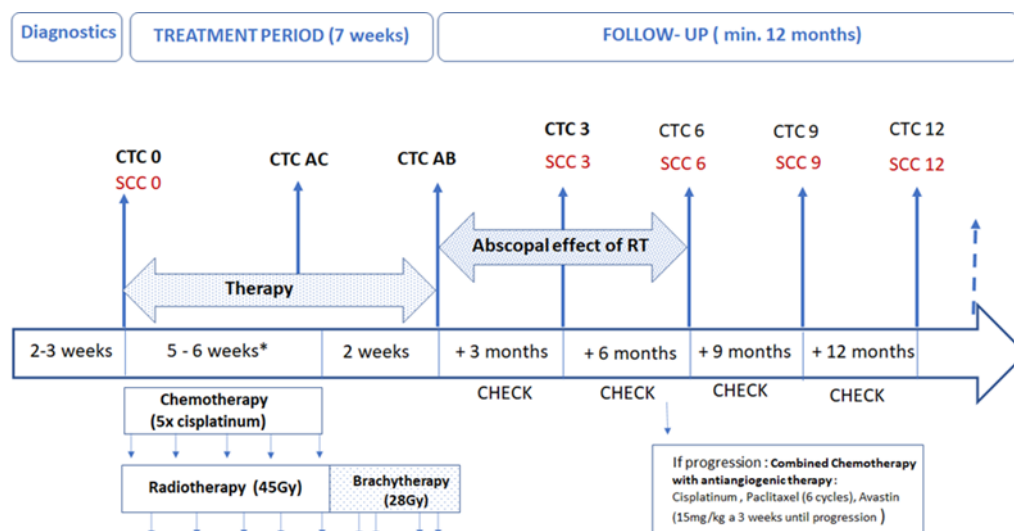 Diagnostics
TREATMENT PERIOD (7 weeks)
FOLLOW- UP ( min. 12 months)
CTC 0
SCC 0
CTC AC
CTC AB
CTC 3
SCC 3
CTC 6
SCC 6
CTC 9
SCC 9
CTC 12
SCC 12
Abscopal effect of RT
Therapy
2-3 weeks
5 - 6 weeks*
2 weeks
+ 3 months
+ 6 months
+ 9 months
+ 12 months
CHECK
CHECK
CHECK
CHECK
Chemotherapy
(5x cisplatinum)
Radiotherapy (45Gy)
Brachytherapy
(28Gy)
If progression : Combined Chemotherapy
with antiangiogenic therapy :
Cisplatinum , Paclitaxel (6 cycles), Avastin
(15mg/kg a 3 weeks until progression )